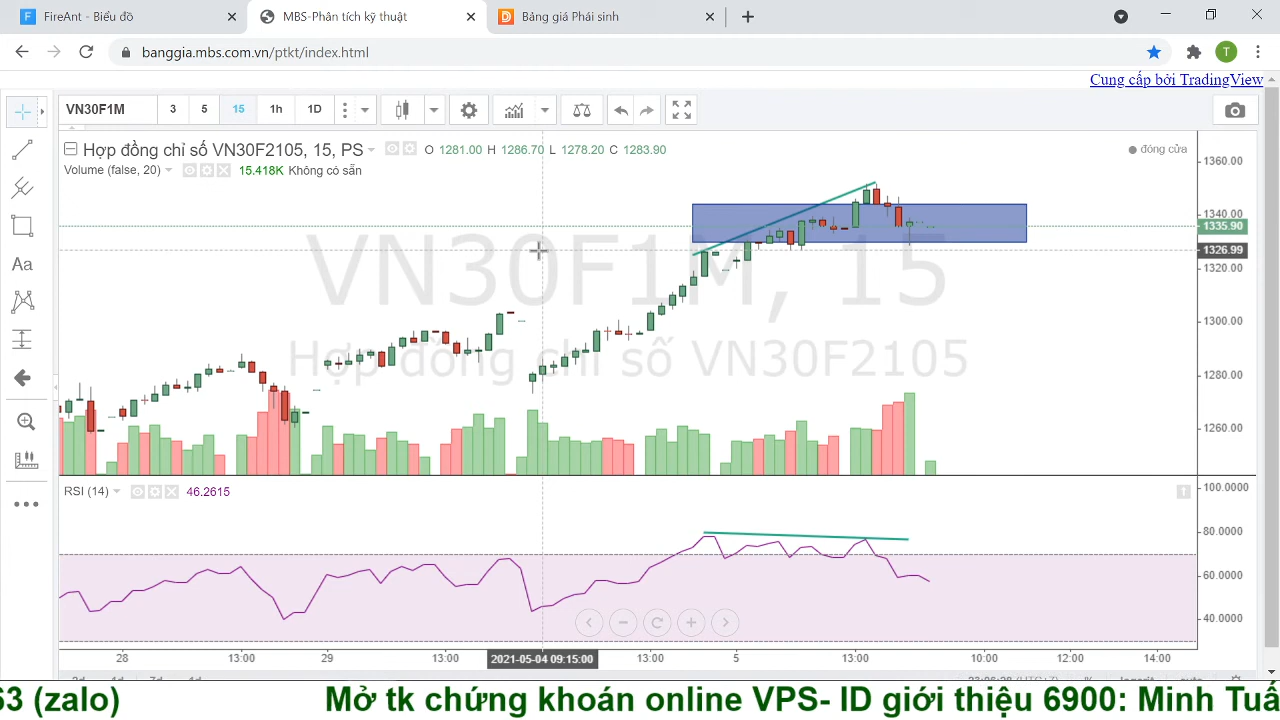 FireAnt - Biểu đồ
MBS-Phân tích kỹ thuật
Bảng giá Phái sinh
banggia.mbs.com.vn/ptkt/index.html
T
Cung cấp bởi TradingView
VN30F1M 3 5 15 1h 1D
Hợp đồng chỉ số VN30F2105, 15, PS O 1281.00 H 1286.70 L 1278.20 C 1283.90
đóng cửa
Volume (false, 20) 15.418K Không có sẵn
Aa
VN30F1M, 15
Hợp đồng chỉ số VN30F2105
1360.00
1340.00
1335.90
1326.99
1320.00
1300.00
1280.00
1260.00
RSI (14) 46.2615
100.0000
80.0000
60.0000
40.0000
28 13:00 29 13:00 2021-05-04 09:15:00 13:00 5 13:00 10:00 12:00 14:00
63 (zalo) Mở tk chứng khoán online VPS- ID giới thiệu 6900: Minh Tuấ